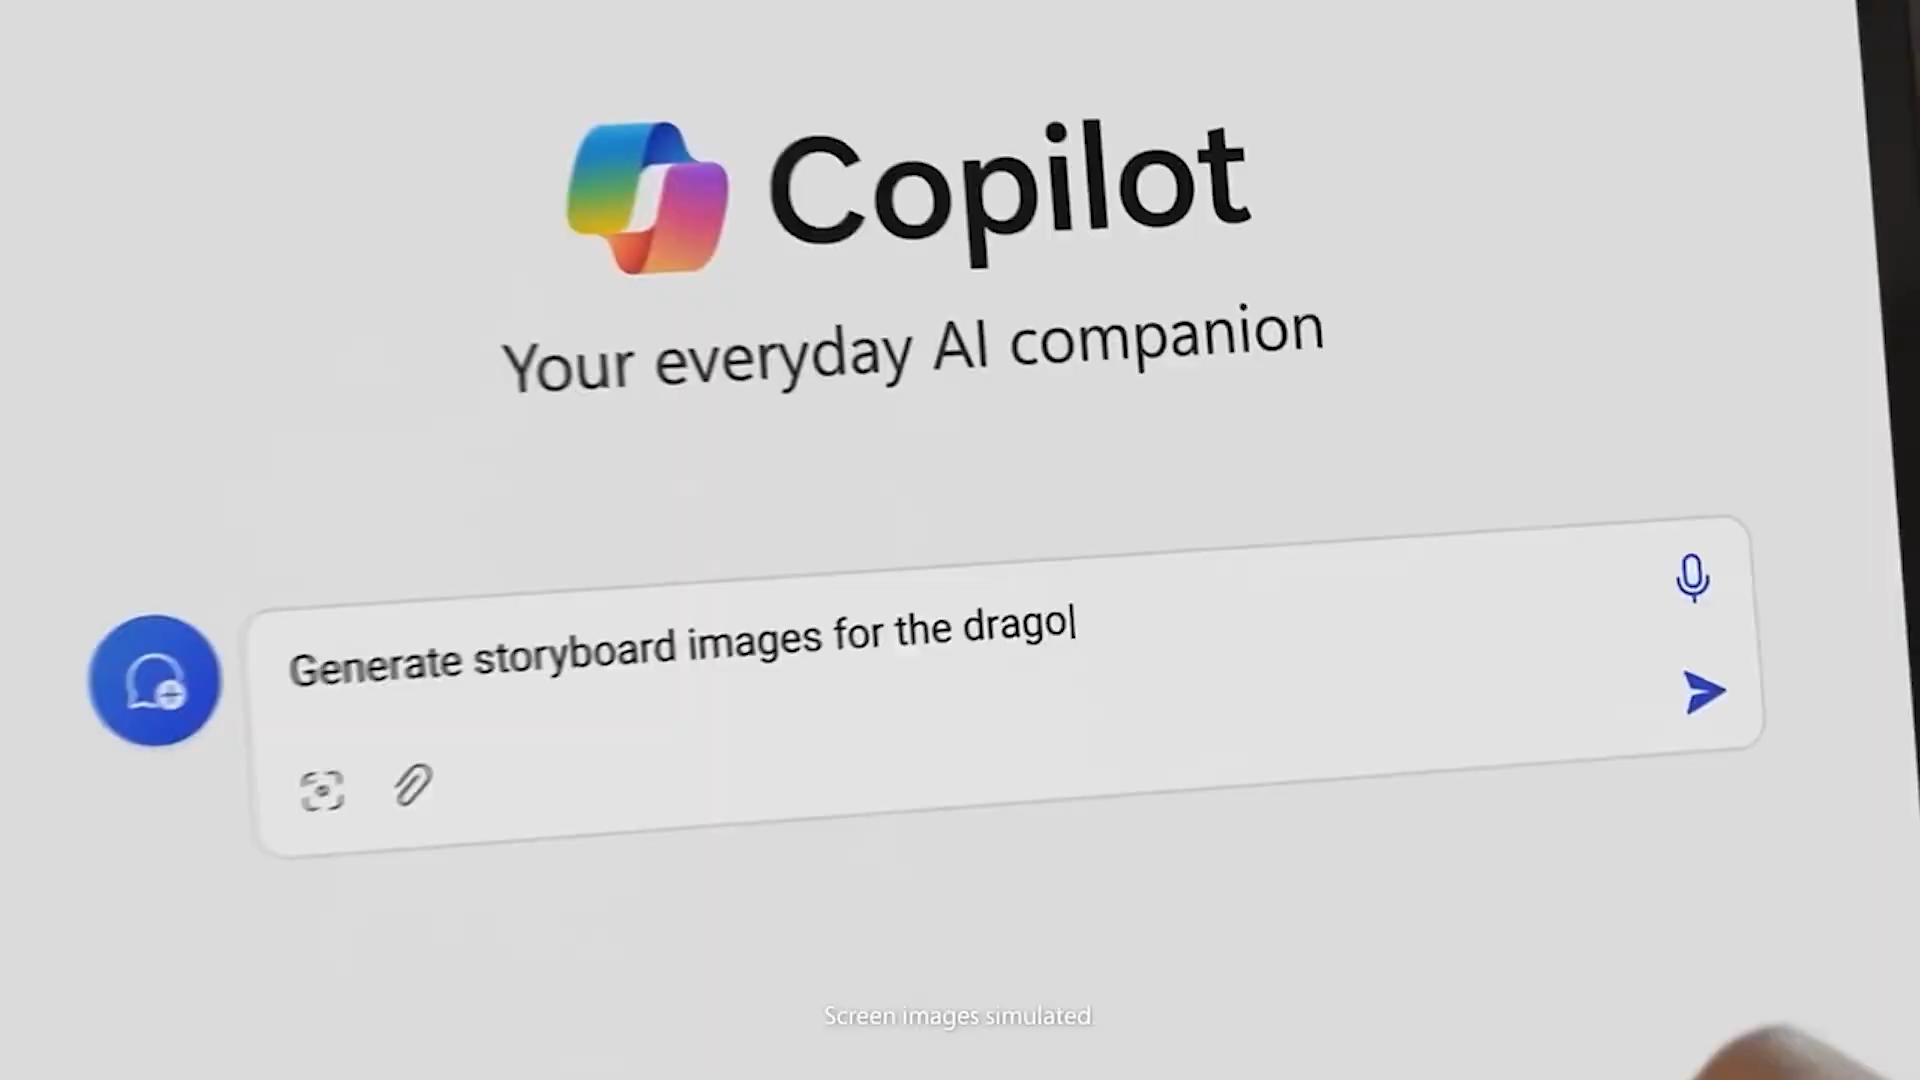 Copilot
Your everyday AI companion
Generate storyboard images for the drago
Screen images simulated